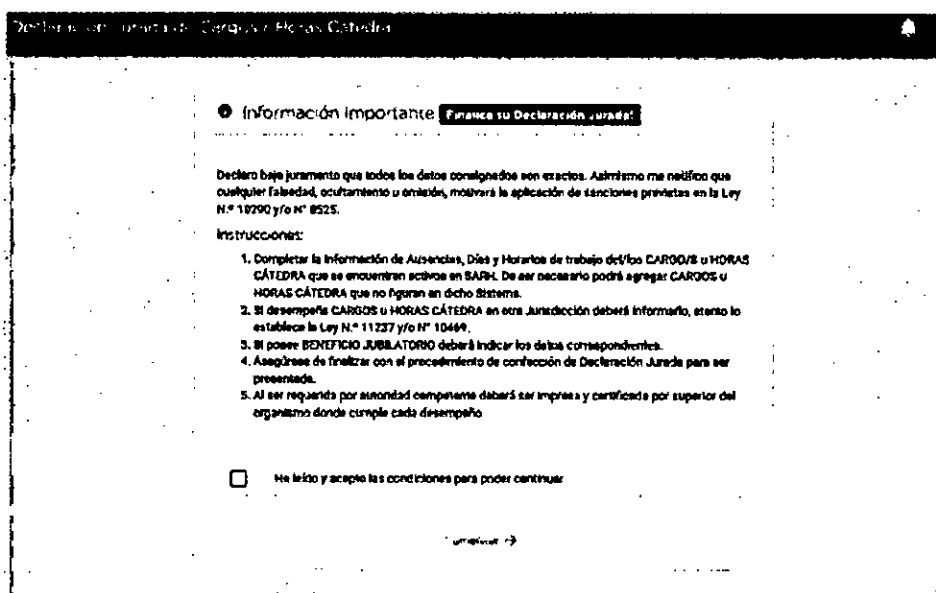 Declaración Jurada de Cargos y Horas Cátedra
Información Importante ¡Finalice su Declaración Jurada!
Declaro bajo juramento que todos los datos consignados son exactos. Asimismo me notifico que
cualquier falsedad, ocultamiento u omisión, motivará la aplicación de sanciones previstas en la Ley
N.º 10290 y/o N° 8525.
Instrucciones:
1. Completar la Información de Ausencias, Días y Horarios de trabajo del/los CARGO/S u HORAS
CÁTEDRA que se encuentran activos en SARH. De ser necesario podrá agregar CARGOS u
HORAS CÁTEDRA que no figuran en dicho Sistema.
2. Si desempeña CARGOS u HORAS CÁTEDRA en otra Jurisdicción deberá informarlo, atento lo
establece la Ley N.º 11237 y/o N° 10469.
3. Si posee BENEFICIO JUBILATORIO deberá indicar los datos correspondientes.
4. Asegúrese de finalizar con el procedimiento de confección de Declaración Jurada para ser
presentada.
5. Al ser requerida por autoridad competente deberá ser impresa y certificada por superior del
organismo donde cumple cada desempeño
He leído y acepto las condiciones para poder continuar